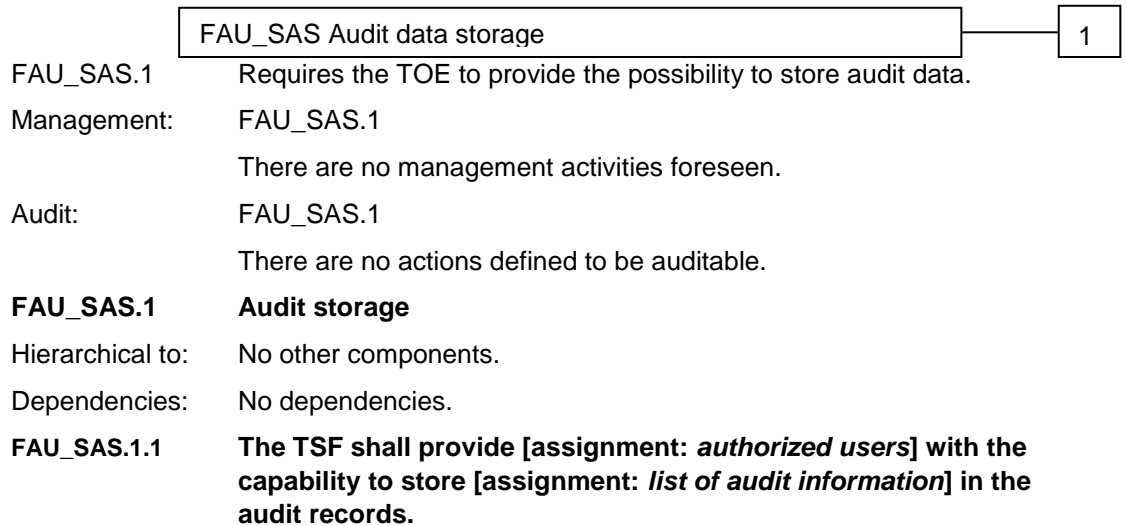 FAU_SAS Audit data storage 1
FAU_SAS.1 Requires the TOE to provide the possibility to store audit data.
Management: FAU_SAS.1
There are no management activities foreseen.
Audit: FAU_SAS.1
There are no actions defined to be auditable.
FAU_SAS.1 Audit storage
Hierarchical to: No other components.
Dependencies: No dependencies.
FAU_SAS.1.1 The TSF shall provide [assignment: authorized users] with the
capability to store [assignment: list of audit information] in the
audit records.